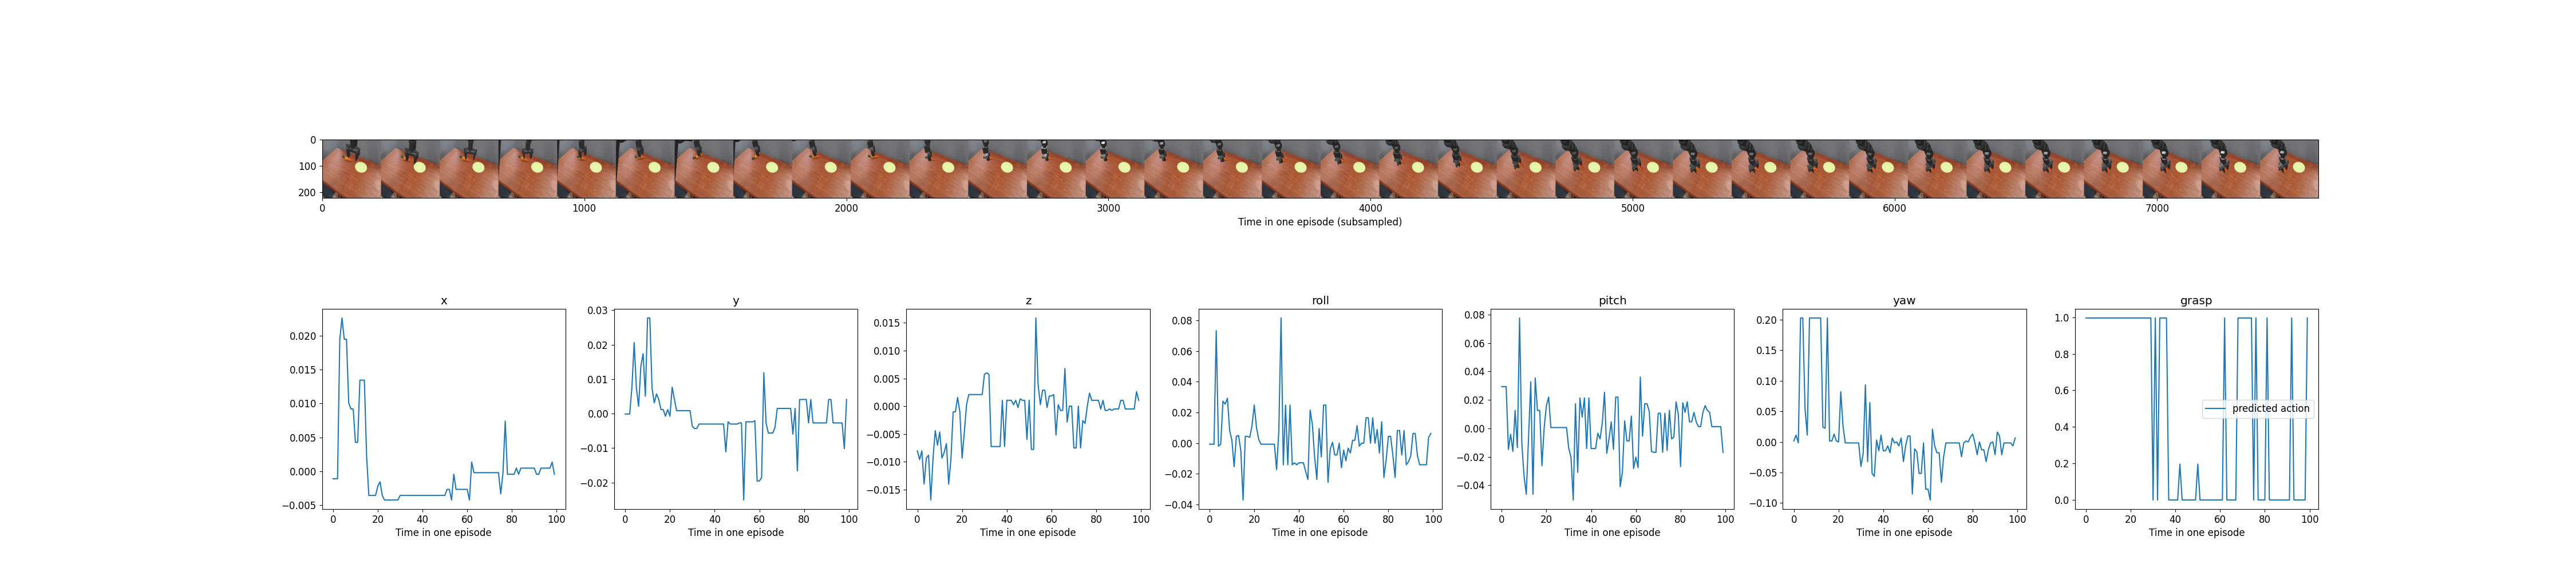 0
100
200
0 1000 2000 3000 4000 5000 6000 7000
Time in one episode (subsampled)
x y z roll pitch yaw grasp
0.020
0.015
0.010
0.005
0.000
−0.005
0 20 40 60 80 100
Time in one episode
0.03
0.02
0.01
0.00
−0.01
−0.02
0 20 40 60 80 100
Time in one episode
0.015
0.010
0.005
0.000
−0.005
−0.010
−0.015
0 20 40 60 80 100
Time in one episode
0.08
0.06
0.04
0.02
0.00
−0.02
−0.04
0 20 40 60 80 100
Time in one episode
0.08
0.06
0.04
0.02
0.00
−0.02
−0.04
0 20 40 60 80 100
Time in one episode
0.20
0.15
0.10
0.05
0.00
−0.05
−0.10
0 20 40 60 80 100
Time in one episode
1.0
0.8
0.6
0.4
0.2
0.0
predicted action
0 20 40 60 80 100
Time in one episode